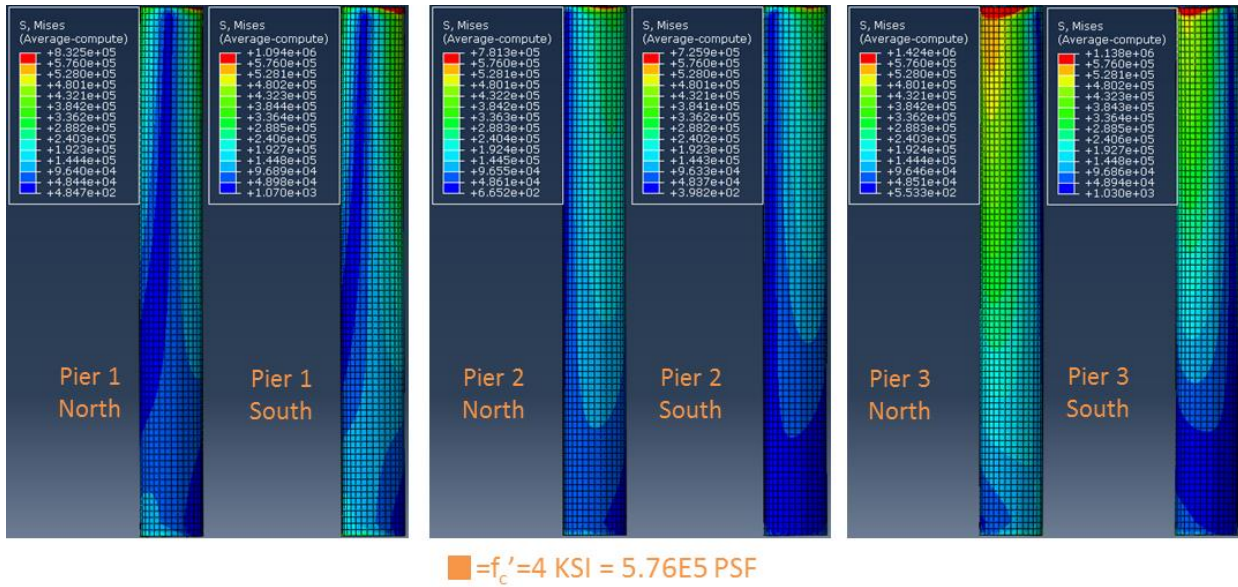 S, Mises
(Average-compute)
+8.325e+05
+5.760e+05
+5.280e+05
+4.801e+05
+4.321e+05
+3.842e+05
+3.362e+05
+2.882e+05
+2.403e+05
+1.923e+05
+1.444e+05
+9.640e+04
+4.844e+04
+4.847e+02
Pier 1
North
S, Mises
(Average-compute)
+1.094e+06
+5.760e+05
+5.281e+05
+4.802e+05
+4.323e+05
+3.844e+05
+3.364e+05
+2.885e+05
+2.406e+05
+1.927e+05
+1.448e+05
+9.689e+04
+4.898e+04
+1.070e+03
Pier 1
South
S, Mises
(Average-compute)
+7.813e+05
+5.760e+05
+5.280e+05
+4.801e+05
+4.322e+05
+3.842e+05
+3.363e+05
+2.883e+05
+2.404e+05
+1.924e+05
+1.445e+05
+9.655e+04
+4.861e+04
+6.652e+02
Pier 2
North
S, Mises
(Average-compute)
+7.259e+05
+5.760e+05
+5.280e+05
+4.801e+05
+4.321e+05
+3.841e+05
+3.362e+05
+2.882e+05
+2.402e+05
+1.923e+05
+1.443e+05
+9.633e+04
+4.837e+04
+3.982e+02
Pier 2
South
S, Mises
(Average-compute)
+1.424e+06
+5.760e+05
+5.280e+05
+4.801e+05
+4.321e+05
+3.842e+05
+3.362e+05
+2.883e+05
+2.403e+05
+1.924e+05
+1.444e+05
+9.646e+04
+4.851e+04
+5.533e+02
Pier 3
North
S, Mises
(Average-compute)
+1.138e+06
+5.760e+05
+5.281e+05
+4.802e+05
+4.323e+05
+3.843e+05
+3.364e+05
+2.885e+05
+2.406e+05
+1.927e+05
+1.448e+05
+9.686e+04
+4.894e+04
+1.030e+03
Pier 3
South
=fc'=4 KSI = 5.76E5 PSF